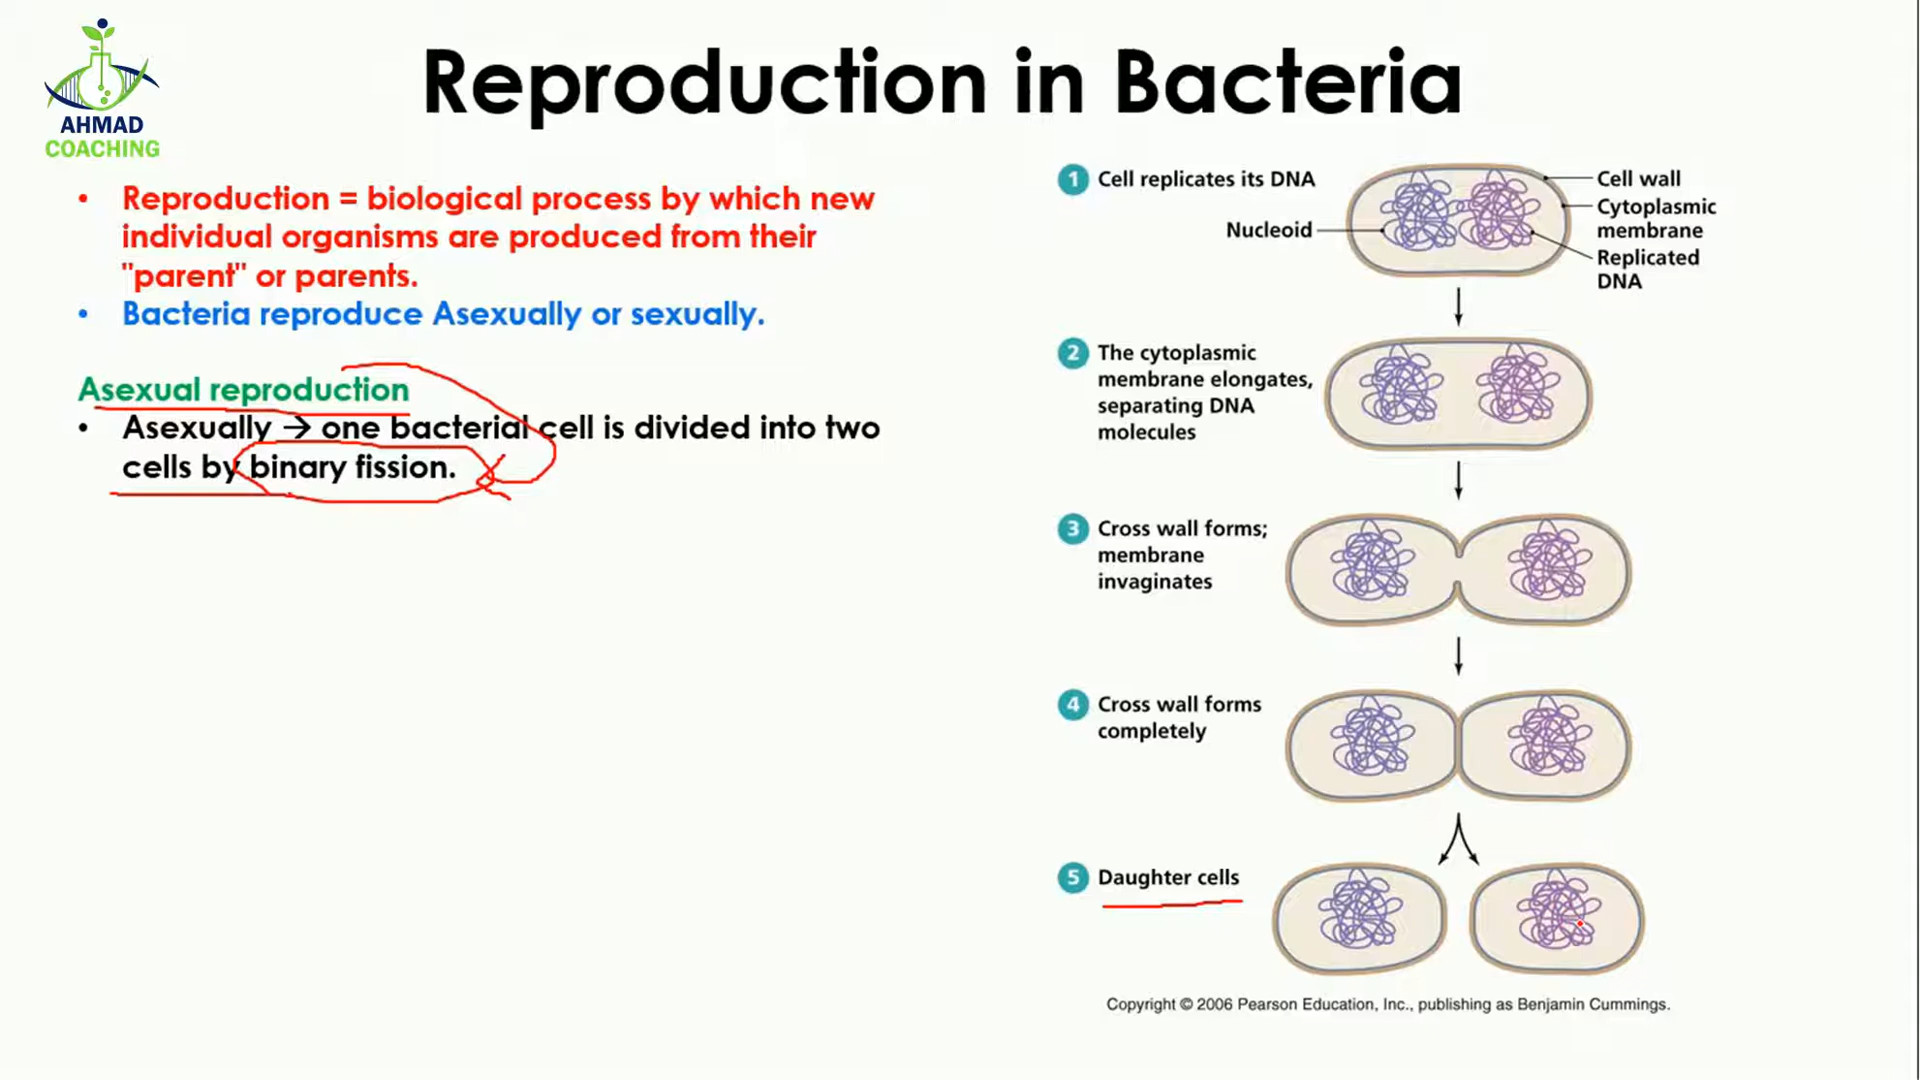 AHMAD
COACHING
Reproduction in Bacteria
• Reproduction = biological process by which new
individual organisms are produced from their
"parent" or parents.
• Bacteria reproduce Asexually or sexually.
Asexual reproduction
• Asexually → one bacterial cell is divided into two
cells by binary fission.
1 Cell replicates its DNA
Nucleoid
Cell wall
Cytoplasmic
membrane
Replicated
DNA
2 The cytoplasmic
membrane elongates,
separating DNA
molecules
3 Cross wall forms;
membrane
invaginates
4 Cross wall forms
completely
5 Daughter cells
Copyright © 2006 Pearson Education, Inc., publishing as Benjamin Cummings.